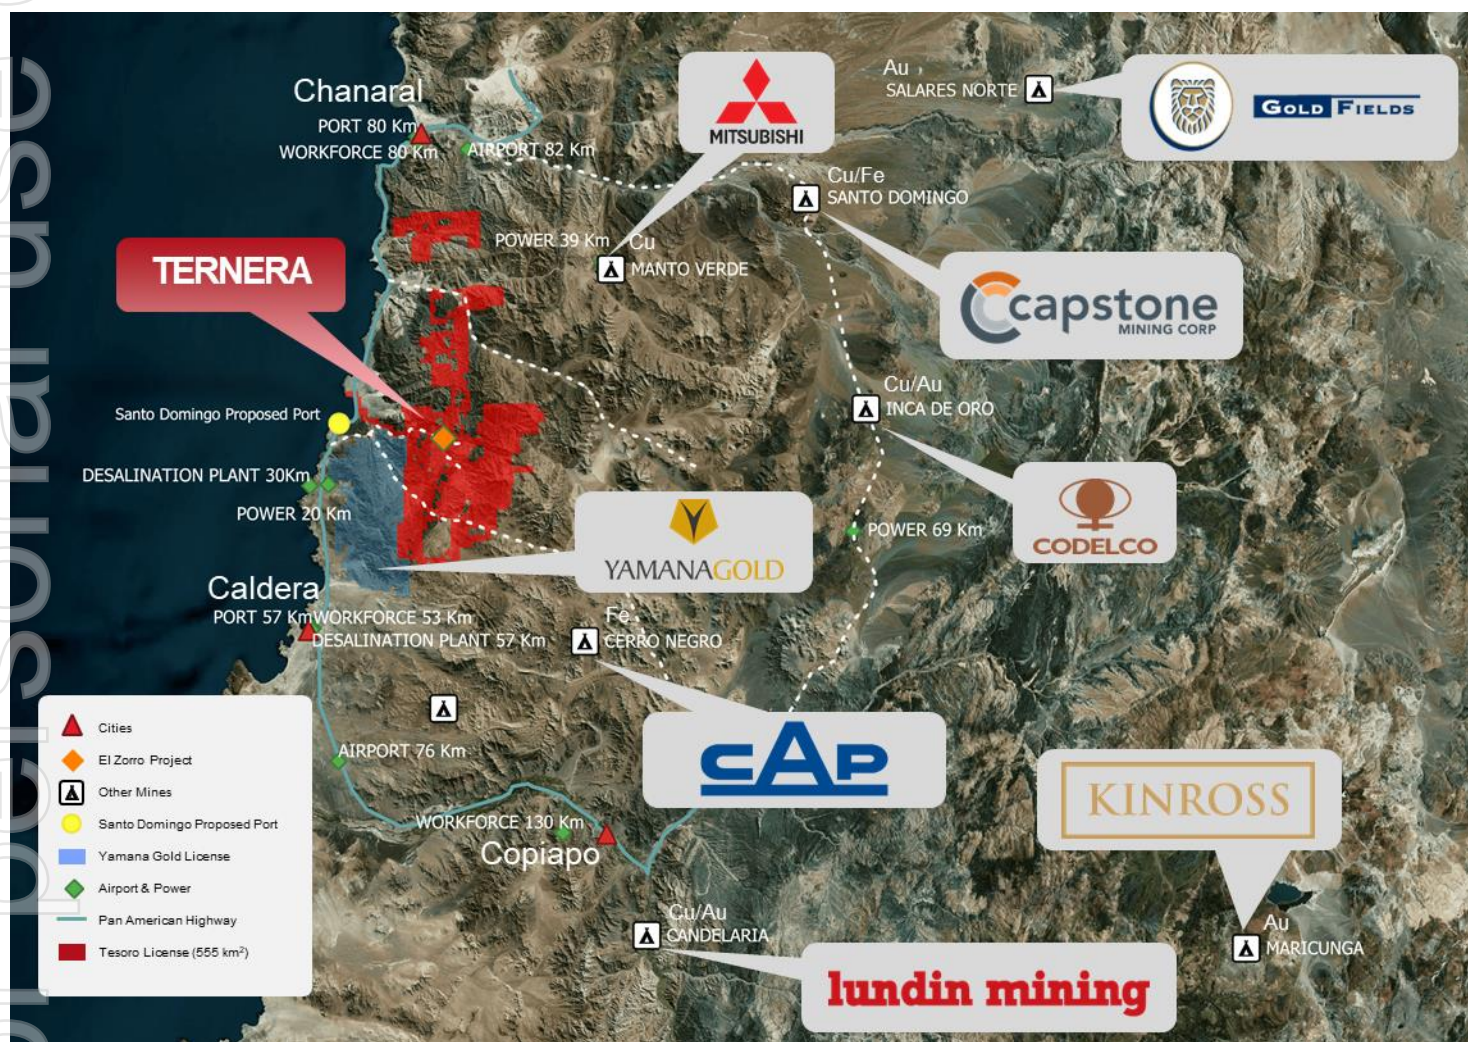 For personal use
Chanaral
PORT 80 Km
WORKFORCE 80 Km
AIRPORT 82 Km
MITSUBISHI
Au
SALARES NORTE
GOLD FIELDS
Cu/Fe
SANTO DOMINGO
POWER 39 Km
Cu
MANTO VERDE
TERNERA
capstone
MINING CORP
Cu/Au
INCA DE ORO
Santo Domingo Proposed Port
DESALINATION PLANT 30Km
POWER 20 Km
CODELCO
YAMANAGOLD
POWER 69 Km
Caldera
PORT 57 Km
WORKFORCE 53 Km
DESALINATION PLANT 57 Km
Fe
CERRO NEGRO
CAP
AIRPORT 76 Km
WORKFORCE 130 Km
Copiapo
KINROSS
Cu/Au
CANDELARIA
lundin mining
Au
MARICUNGA
Cities
El Zorro Project
Other Mines
Santo Domingo Proposed Port
Yamana Gold License
Airport & Power
Pan American Highway
Tesoro License (555 km²)